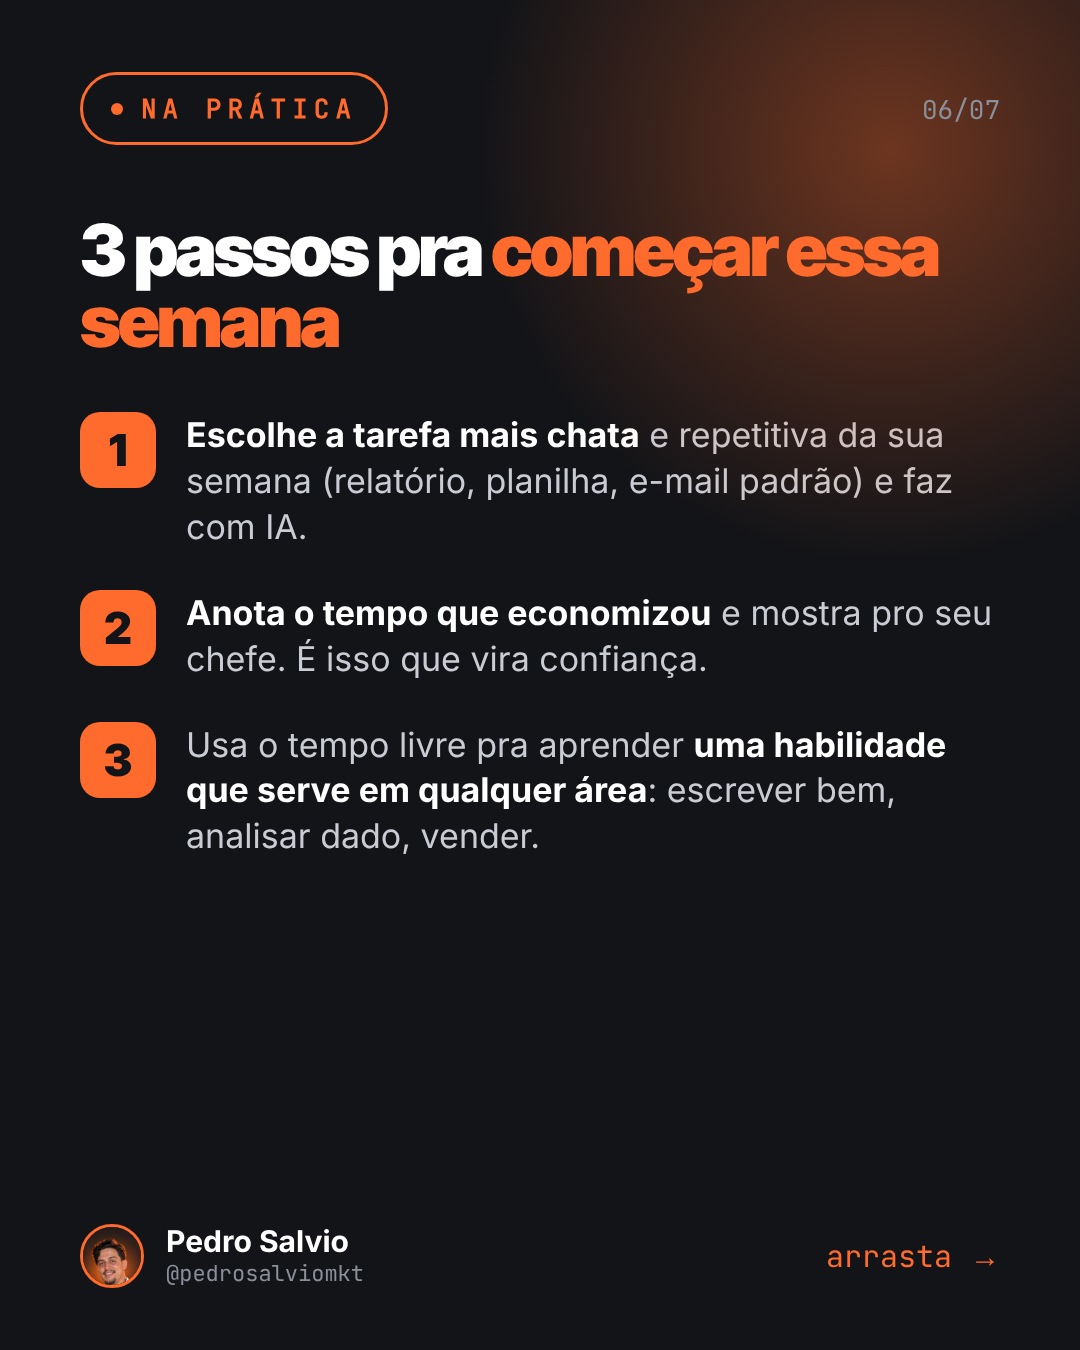 • NA PRÁTICA
06/07
3 passos pra começar essa
semana
1
Escolhe a tarefa mais chata e repetitiva da sua
semana (relatório, planilha, e-mail padrão) e faz
com IA.
2
Anota o tempo que economizou e mostra pro seu
chefe. É isso que vira confiança.
3
Usa o tempo livre pra aprender uma habilidade
que serve em qualquer área: escrever bem,
analisar dado, vender.
Pedro Salvio
@pedrosalviomkt
arrasta →